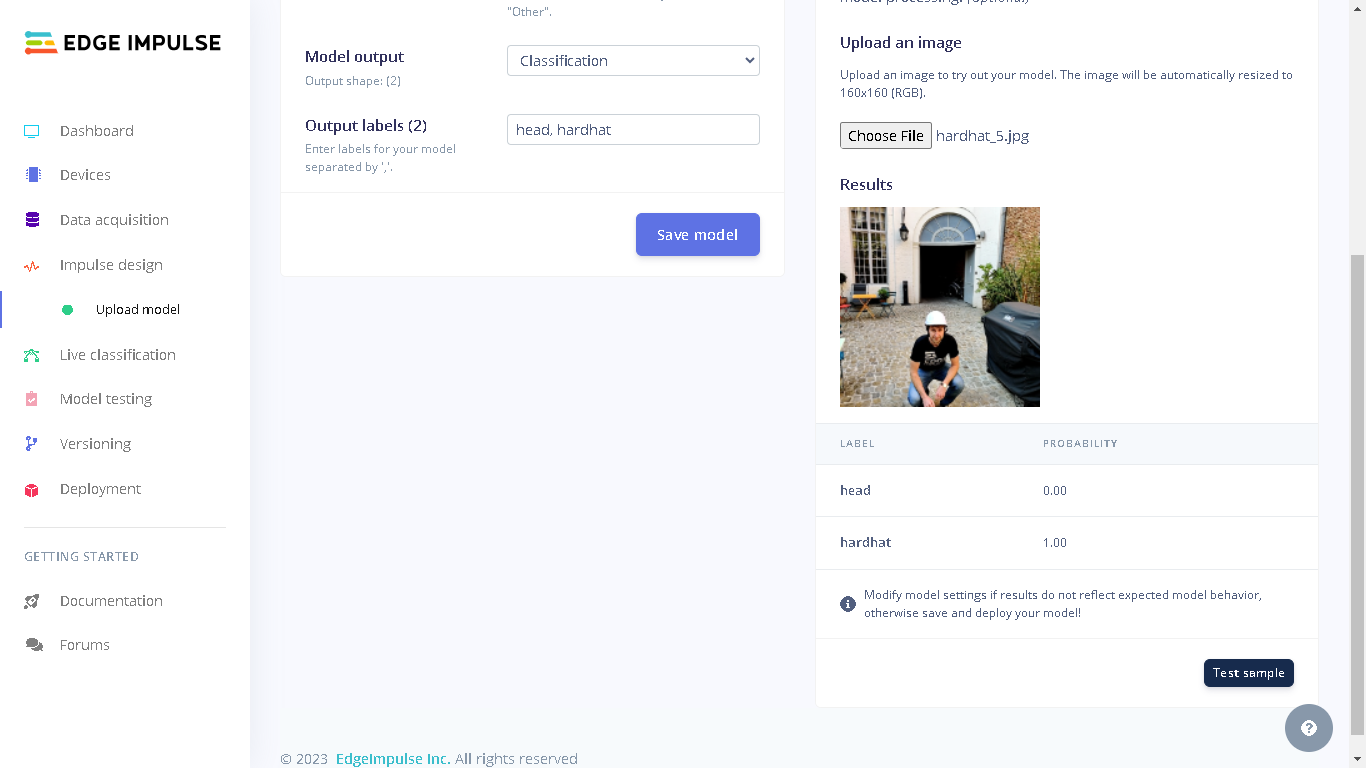 EDGE IMPULSE
Dashboard
Devices
Data acquisition
Impulse design
Upload model
Live classification
Model testing
Versioning
Deployment
GETTING STARTED
Documentation
Forums
"Other".
Model output
Output shape: (2)
Classification
Output labels (2)
Enter labels for your model
separated by ','.
head, hardhat
Save model
Upload an image
Upload an image to try out your model. The image will be automatically resized to
160x160 (RGB).
Choose File hardhat_5.jpg
Results
LABEL PROBABILITY
head 0.00
hardhat 1.00
Modify model settings if results do not reflect expected model behavior,
otherwise save and deploy your model!
Test sample
?
© 2023 EdgeImpulse Inc. All rights reserved